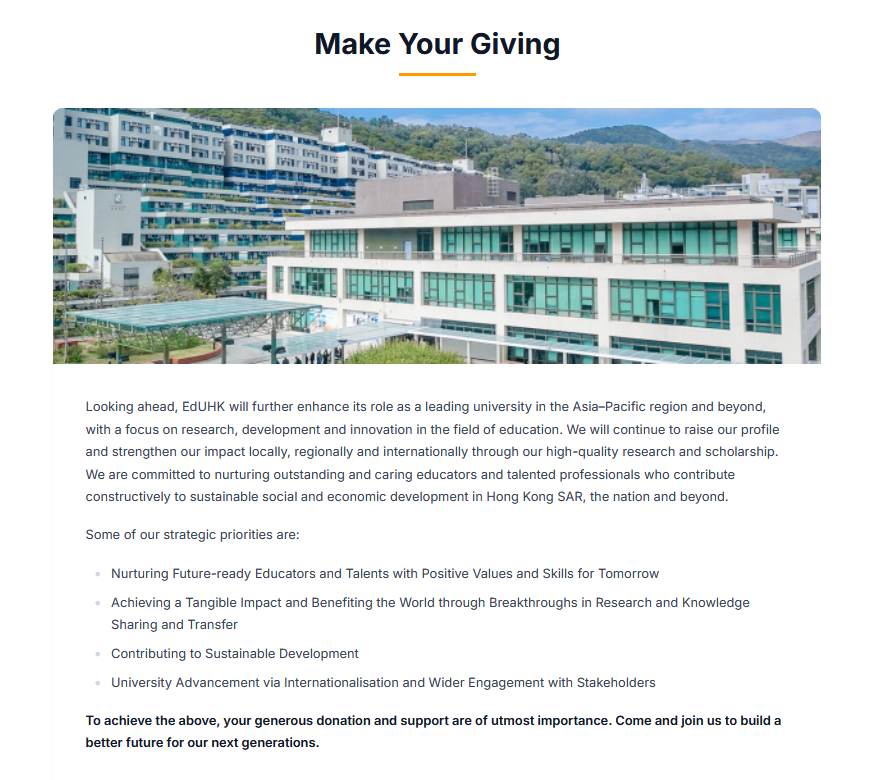 Make Your Giving
Looking ahead, EdUHK will further enhance its role as a leading university in the Asia–Pacific region and beyond,
with a focus on research, development and innovation in the field of education. We will continue to raise our profile
and strengthen our impact locally, regionally and internationally through our high-quality research and scholarship.
We are committed to nurturing outstanding and caring educators and talented professionals who contribute
constructively to sustainable social and economic development in Hong Kong SAR, the nation and beyond.
Some of our strategic priorities are:
Nurturing Future-ready Educators and Talents with Positive Values and Skills for Tomorrow
Achieving a Tangible Impact and Benefiting the World through Breakthroughs in Research and Knowledge
Sharing and Transfer
Contributing to Sustainable Development
University Advancement via Internationalisation and Wider Engagement with Stakeholders
To achieve the above, your generous donation and support are of utmost importance. Come and join us to build a
better future for our next generations.